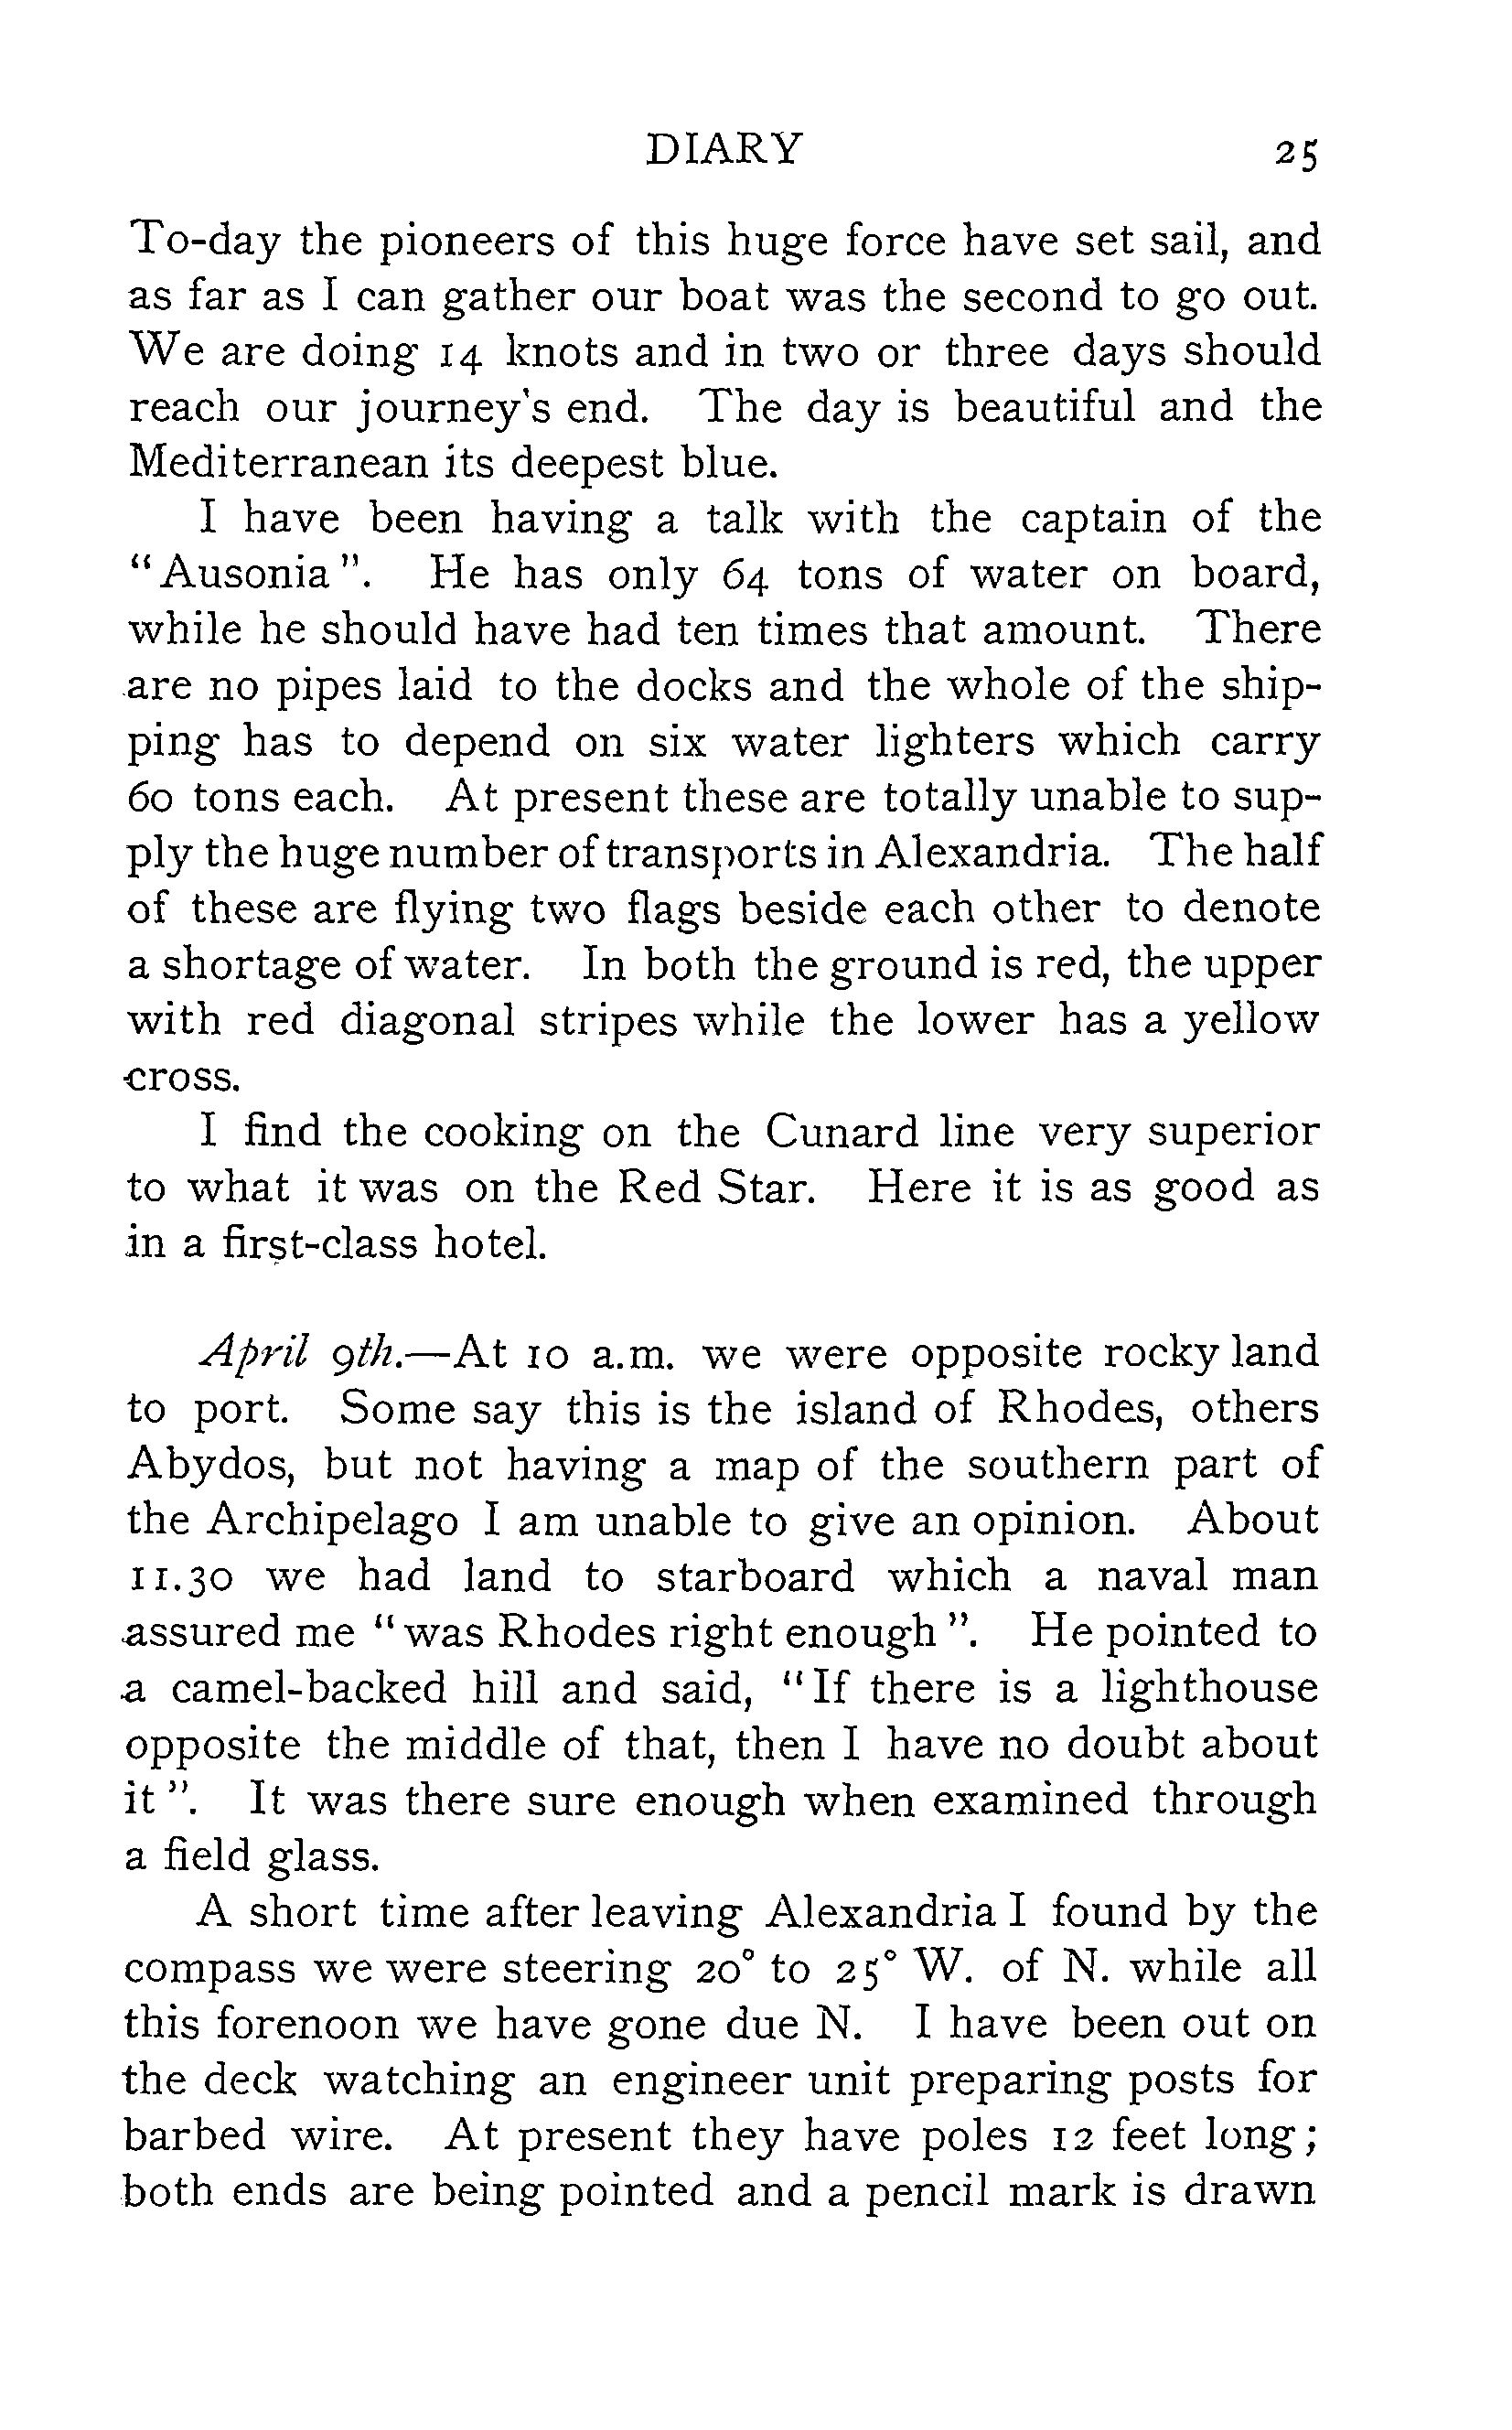 DIARY 25
To-day the pioneers of this huge force have set sail, and
as far as I can gather our boat was the second to go out.
We are doing 14 knots and in two or three days should
reach our journey's end. The day is beautiful and the
Mediterranean its deepest blue.
I have been having a talk with the captain of the
“Ausonia”. He has only 64 tons of water on board,
while he should have had ten times that amount. There
are no pipes laid to the docks and the whole of the ship-
ping has to depend on six water lighters which carry
60 tons each. At present these are totally unable to sup-
ply the huge number of transports in Alexandria. The half
of these are flying two flags beside each other to denote
a shortage of water. In both the ground is red, the upper
with red diagonal stripes while the lower has a yellow
cross.
I find the cooking on the Cunard line very superior
to what it was on the Red Star. Here it is as good as
in a first-class hotel.
April 9th.—At 10 a.m. we were opposite rocky land
to port. Some say this is the island of Rhodes, others
Abydos, but not having a map of the southern part of
the Archipelago I am unable to give an opinion. About
11.30 we had land to starboard which a naval man
assured me “was Rhodes right enough”. He pointed to
a camel-backed hill and said, “If there is a lighthouse
opposite the middle of that, then I have no doubt about
it”. It was there sure enough when examined through
a field glass.
A short time after leaving Alexandria I found by the
compass we were steering 20° to 25° W. of N. while all
this forenoon we have gone due N. I have been out on
the deck watching an engineer unit preparing posts for
barbed wire. At present they have poles 12 feet long;
both ends are being pointed and a pencil mark is drawn